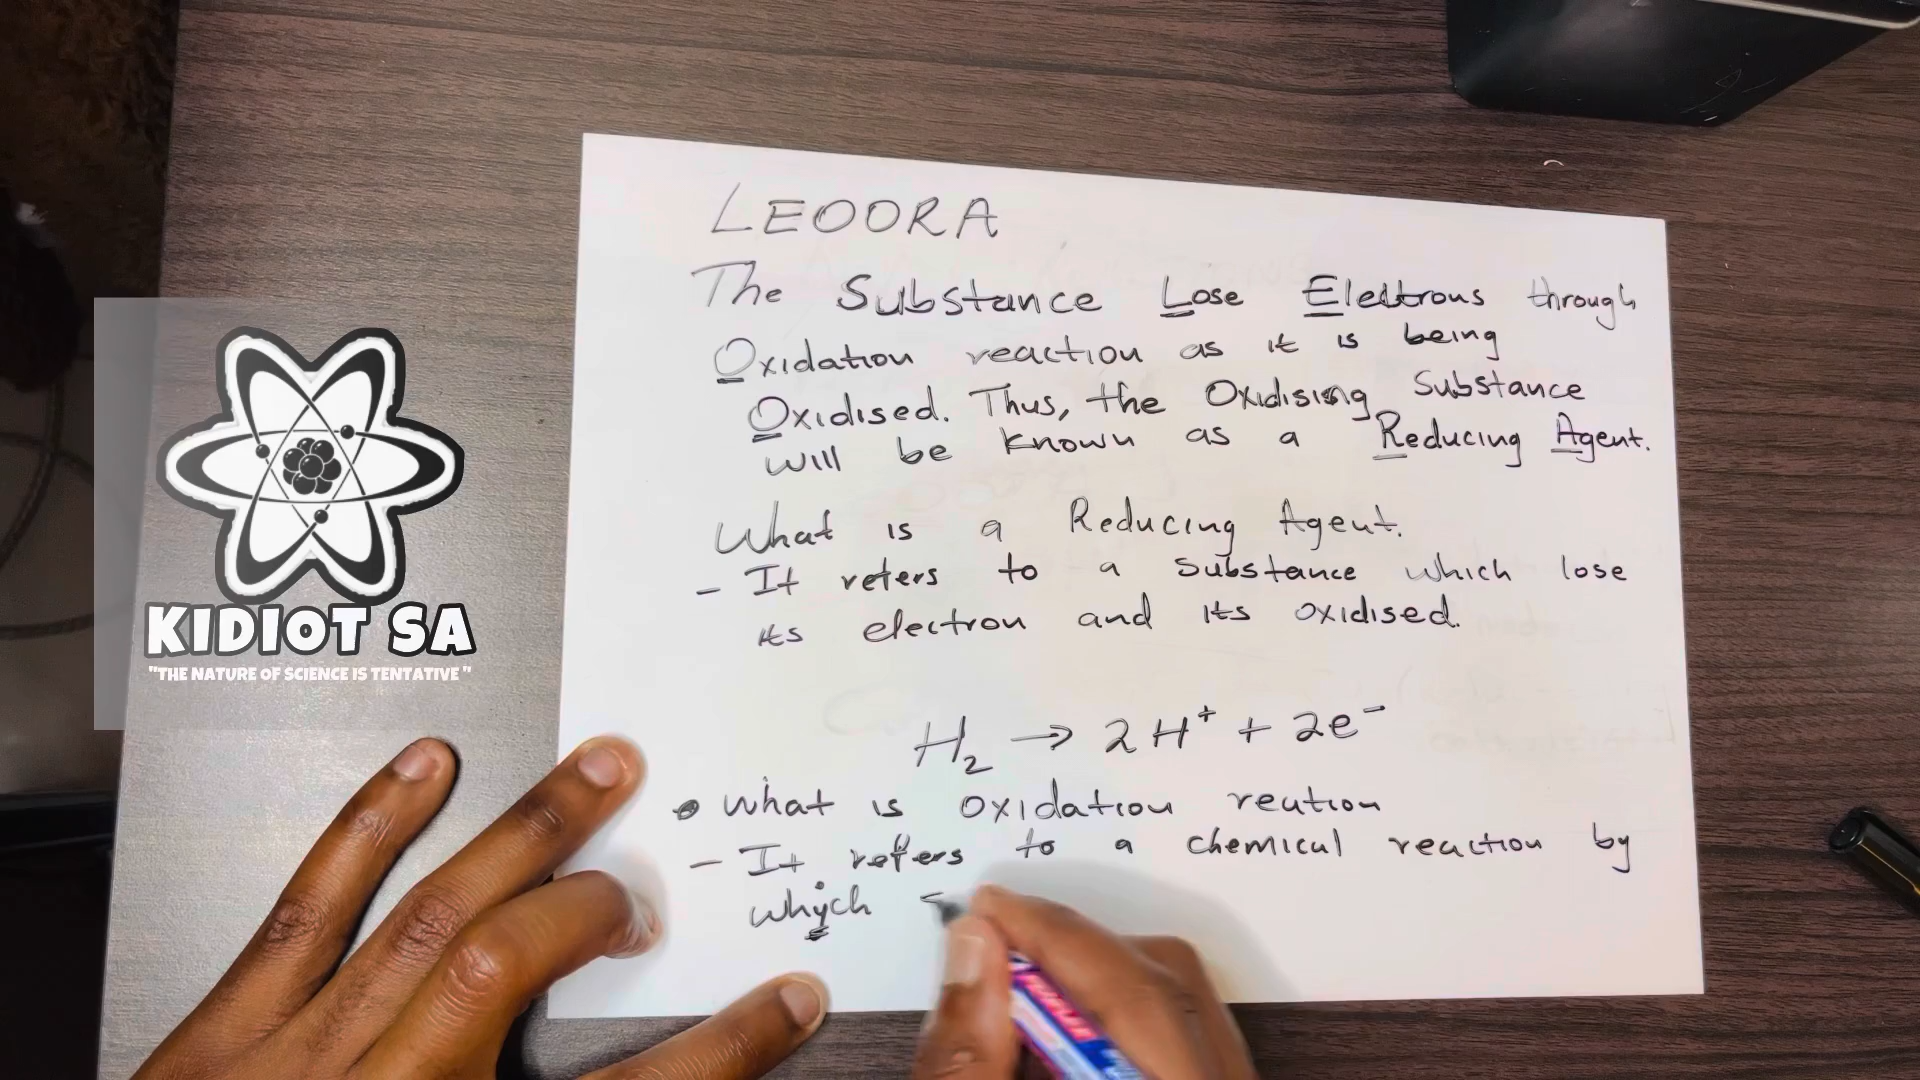 LEOORA
The Substance Lose Electrons through
Oxidation reaction as it is being
Oxidised. Thus, the Oxidising Substance
will be known as a Reducing Agent.
What is a Reducing Agent.
- It refers to a substance which lose
its electron and its oxidised.
H₂ → 2H⁺ + 2e⁻
• What is oxidation reaction
- It refers to a chemical reaction by
which
KIDIOT SA
"THE NATURE OF SCIENCE IS TENTATIVE "